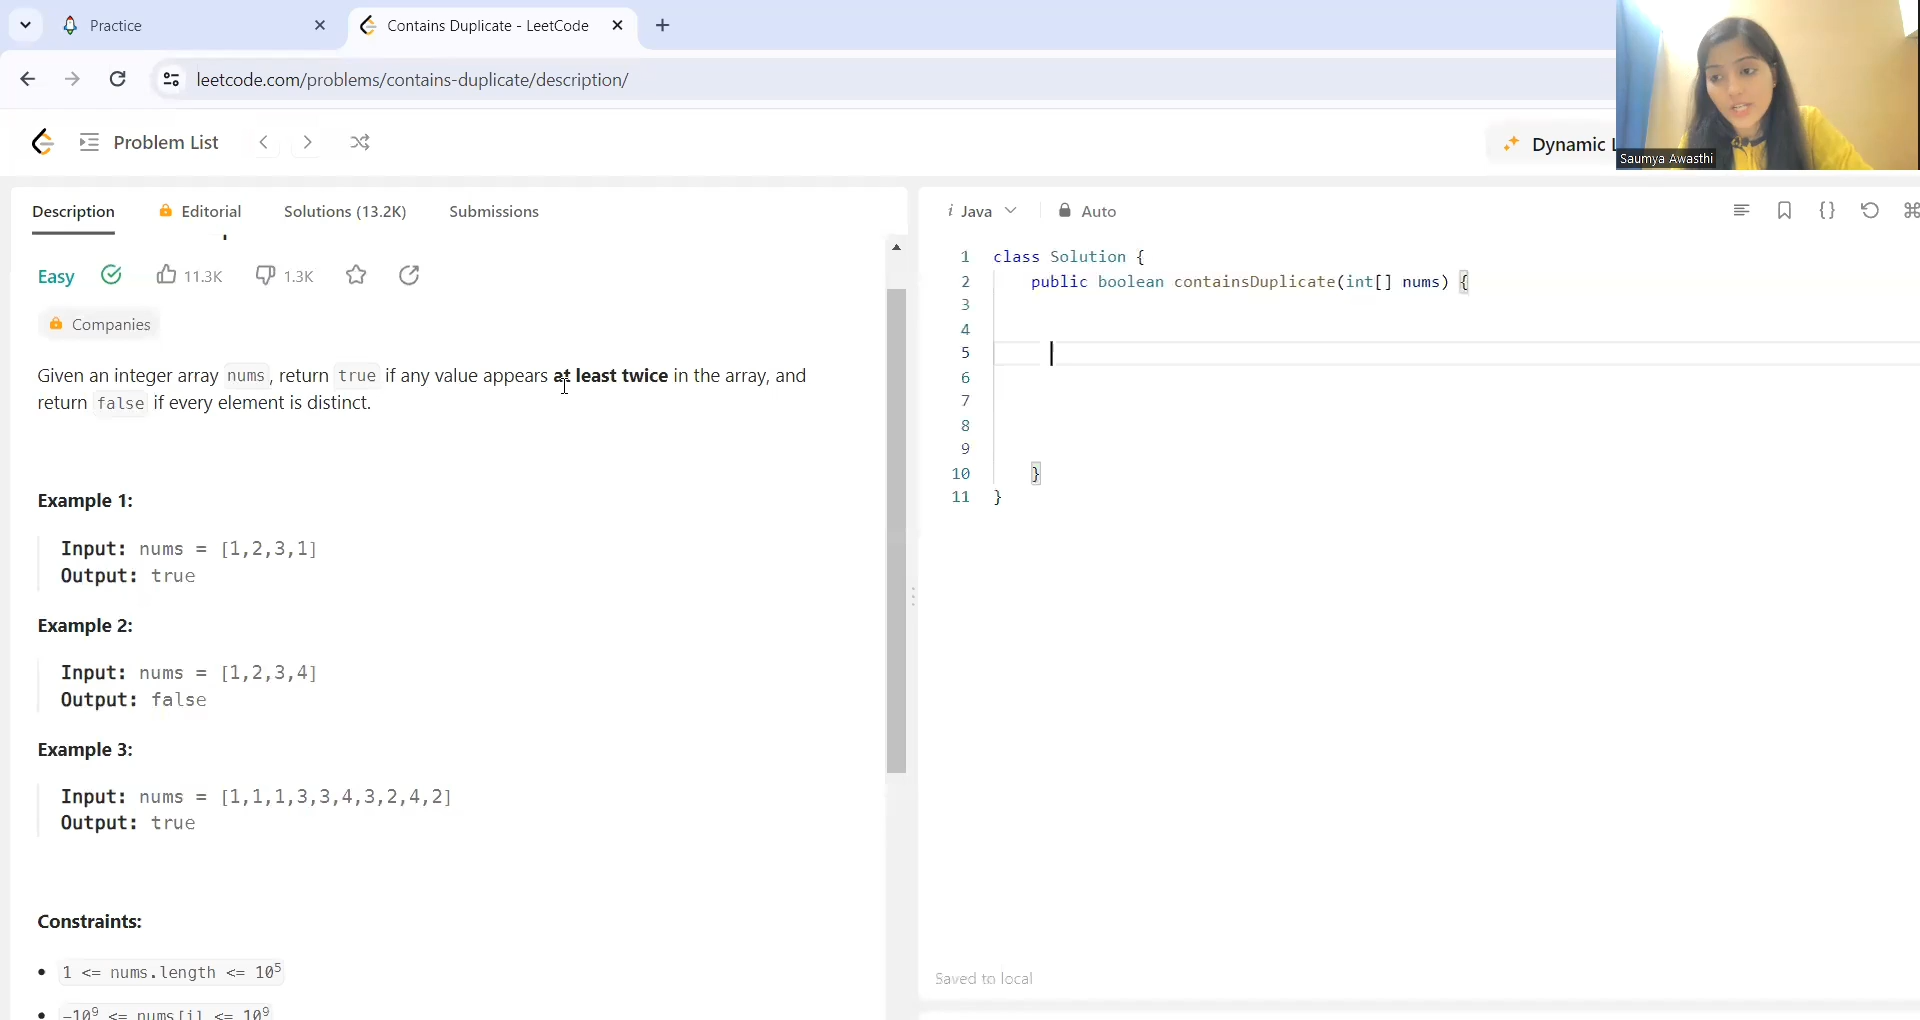 Practice
Contains Duplicate - LeetCode
leetcode.com/problems/contains-duplicate/description/
Problem List
Dynamic
Saumya Awasthi
Description
Editorial
Solutions (13.2K)
Submissions
Easy
11.3K
1.3K
Companies
Given an integer array nums, return true if any value appears at least twice in the array, and
return false if every element is distinct.
Example 1:
Input: nums = [1,2,3,1]
Output: true
Example 2:
Input: nums = [1,2,3,4]
Output: false
Example 3:
Input: nums = [1,1,1,3,3,4,3,2,4,2]
Output: true
Constraints:
• 1 <= nums.length <= 10⁵
• -10⁹ <= nums[i] <= 10⁹
i Java
Auto
1 class Solution {
2 public boolean containsDuplicate(int[] nums) {
3
4
5
6
7
8
9
10 }
11 }
Saved to local